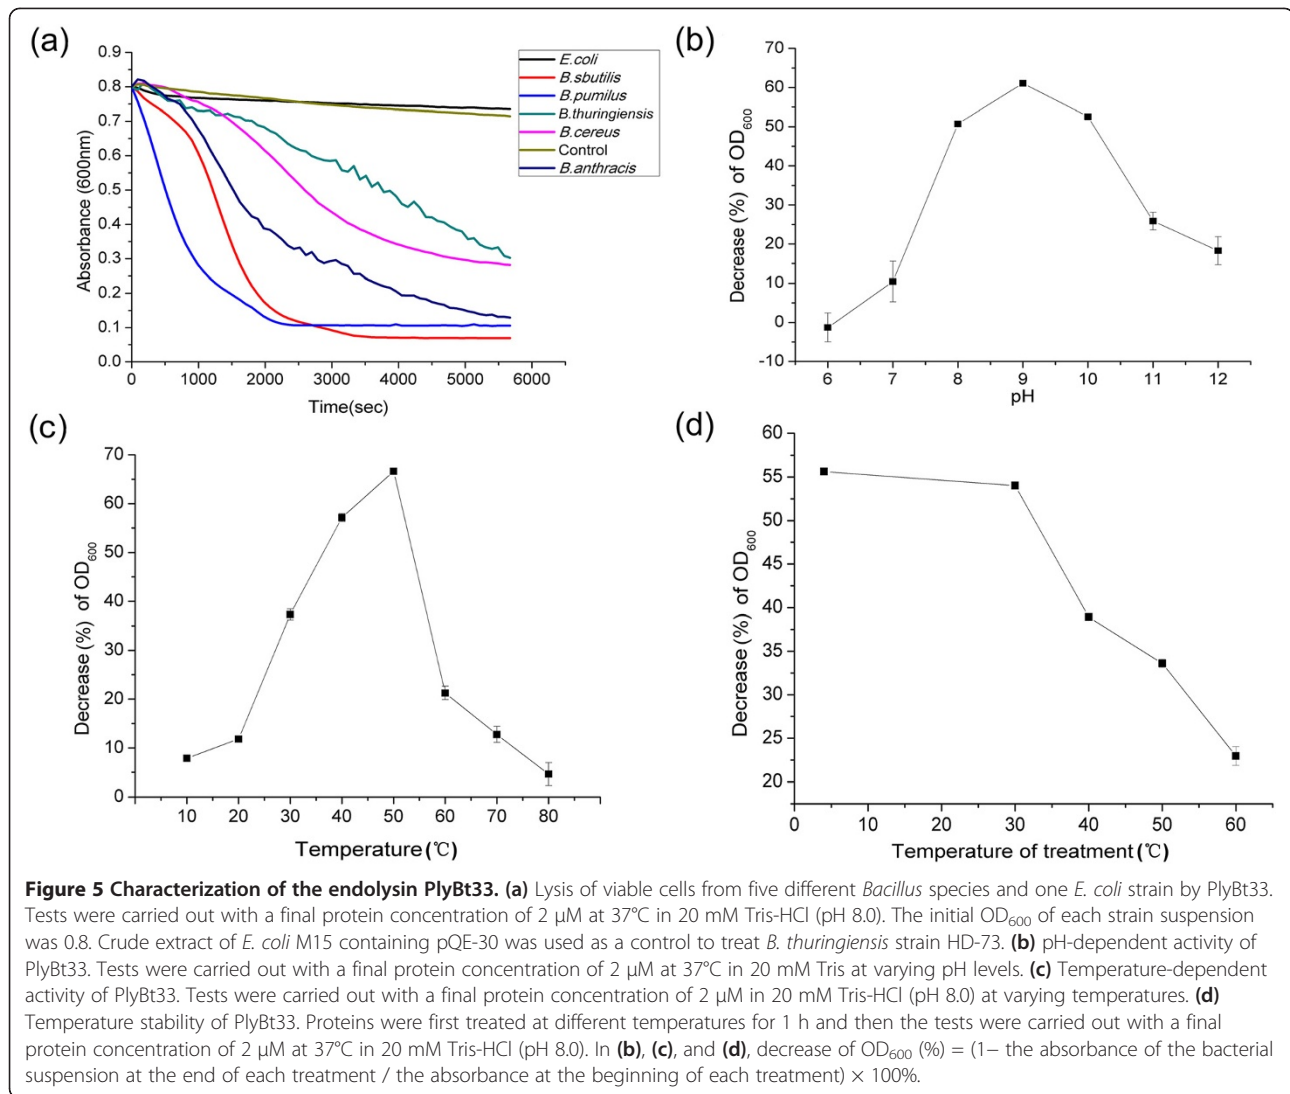 (a)
0.9
0.8
0.7
0.6
0.5
0.4
0.3
0.2
0.1
0.0
Absorbance (600nm)
0 1000 2000 3000 4000 5000 6000
Time(sec)
E.coli
B.sbutilis
B.pumilus
B.thuringiensis
B.cereus
Control
B.anthracis
(b)
70
60
50
40
30
20
10
0
-10
Decrease (%) of OD600
6 7 8 9 10 11 12
pH
(c)
70
60
50
40
30
20
10
0
Decrease (%) of OD600
10 20 30 40 50 60 70 80
Temperature (℃)
(d)
60
55
50
45
40
35
30
25
20
Decrease (%) of OD600
0 10 20 30 40 50 60
Temperature of treatment (℃)
Figure 5 Characterization of the endolysin PlyBt33. (a) Lysis of viable cells from five different Bacillus species and one E. coli strain by PlyBt33.
Tests were carried out with a final protein concentration of 2 μM at 37°C in 20 mM Tris-HCl (pH 8.0). The initial OD600 of each strain suspension
was 0.8. Crude extract of E. coli M15 containing pQE-30 was used as a control to treat B. thuringiensis strain HD-73. (b) pH-dependent activity of
PlyBt33. Tests were carried out with a final protein concentration of 2 μM at 37°C in 20 mM Tris at varying pH levels. (c) Temperature-dependent
activity of PlyBt33. Tests were carried out with a final protein concentration of 2 μM in 20 mM Tris-HCl (pH 8.0) at varying temperatures. (d)
Temperature stability of PlyBt33. Proteins were first treated at different temperatures for 1 h and then the tests were carried out with a final
protein concentration of 2 μM at 37°C in 20 mM Tris-HCl (pH 8.0). In (b), (c), and (d), decrease of OD600 (%) = (1− the absorbance of the bacterial
suspension at the end of each treatment / the absorbance at the beginning of each treatment) × 100%.